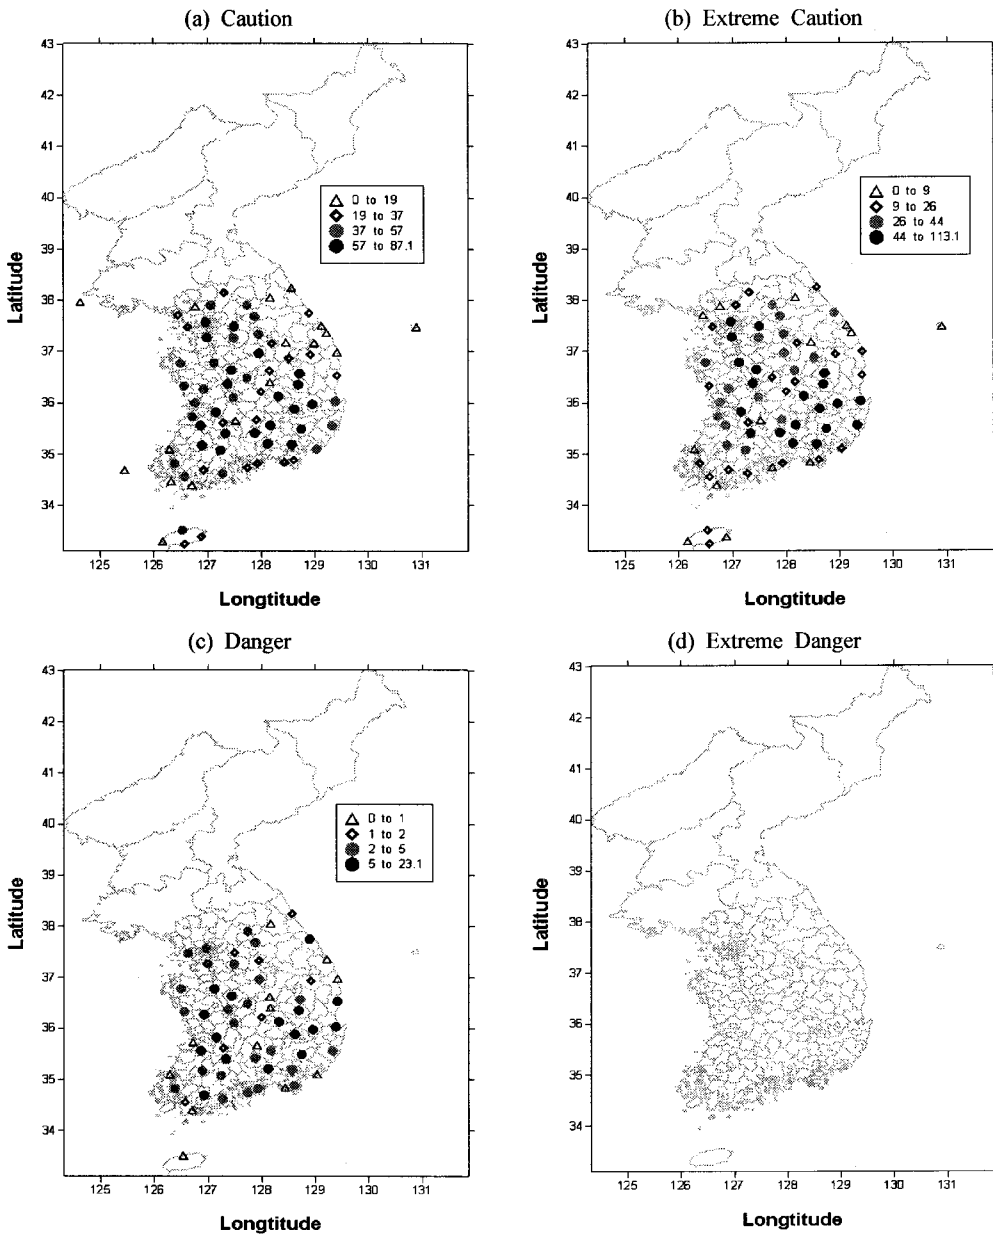 (a) Caution
(b) Extreme Caution
43
42
41
40
39
38
37
36
35
34
Latitude
0 to 19
19 to 37
37 to 57
57 to 87.1
125 126 127 128 129 130 131
Longtitude
43
42
41
40
39
38
37
36
35
34
Latitude
0 to 9
9 to 26
26 to 44
44 to 113.1
125 126 127 128 129 130 131
Longtitude
(c) Danger
(d) Extreme Danger
43
42
41
40
39
38
37
36
35
34
Latitude
0 to 1
1 to 2
2 to 5
5 to 23.1
125 126 127 128 129 130 131
Longtitude
43
42
41
40
39
38
37
36
35
34
Latitude
125 126 127 128 129 130 131
Longtitude